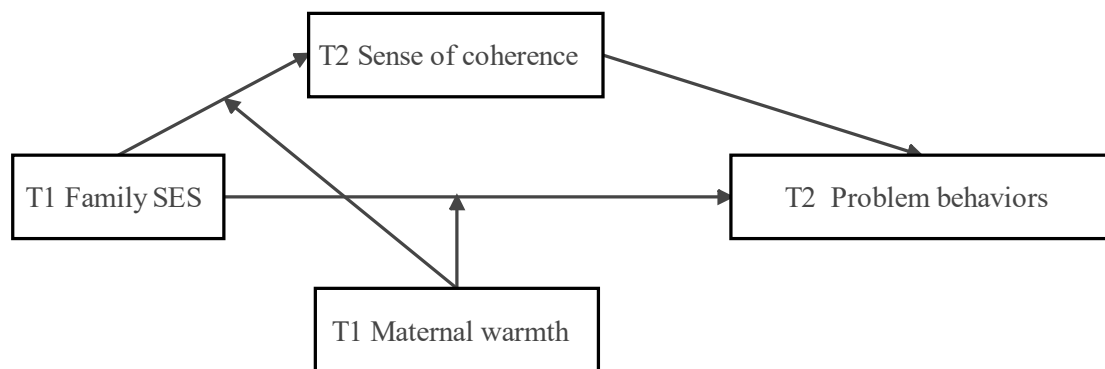 T2 Sense of coherence
T1 Family SES
T2 Problem behaviors
T1 Maternal warmth